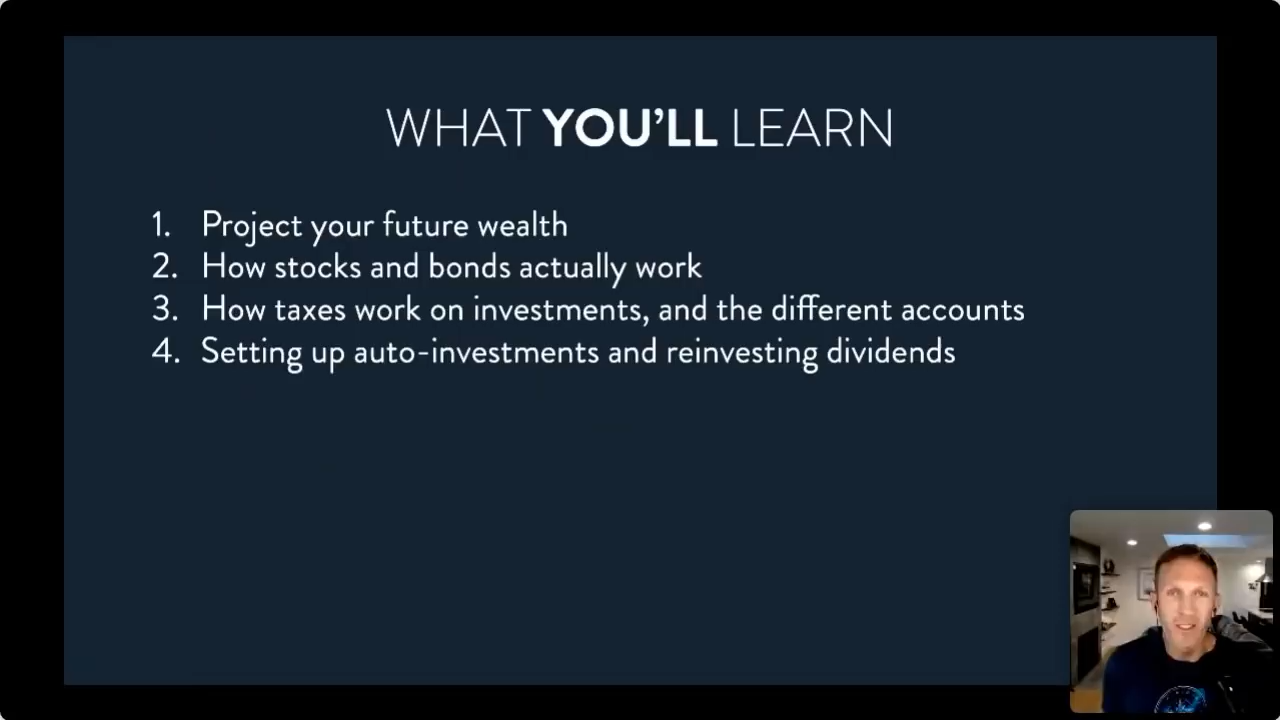 WHAT YOU'LL LEARN
1. Project your future wealth
2. How stocks and bonds actually work
3. How taxes work on investments, and the different accounts
4. Setting up auto-investments and reinvesting dividends